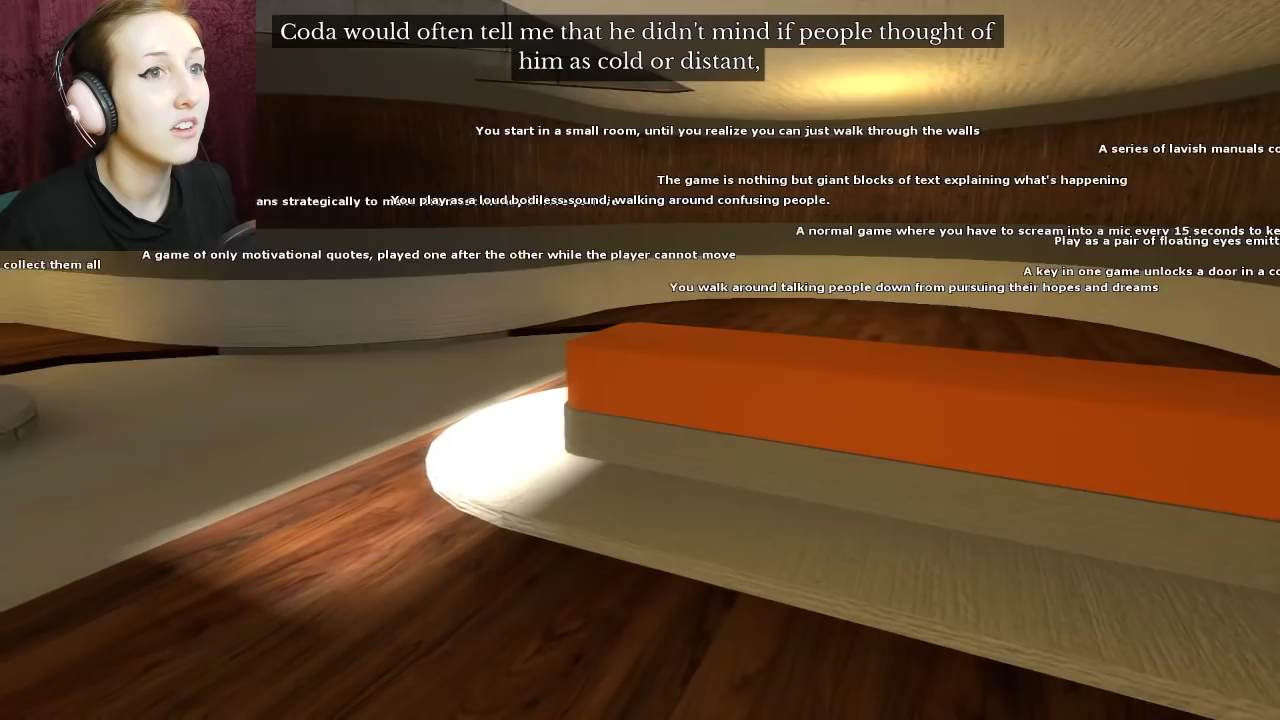 Coda would often tell me that he didn't mind if people thought of
him as cold or distant,
You start in a small room, until you realize you can just walk through the walls
A series of lavish manuals
The game is nothing but giant blocks of text explaining what's happening
ans strategically to
You play as a loud bodiless sound, walking around confusing people.
A normal game where you have to scream into a mic every 15 seconds to
Play as a pair of floating eyes
A game of only motivational quotes, played one after the other while the player cannot move
collect them all
A key in one game unlocks a door in a
You walk around talking people down from pursuing their hopes and dreams